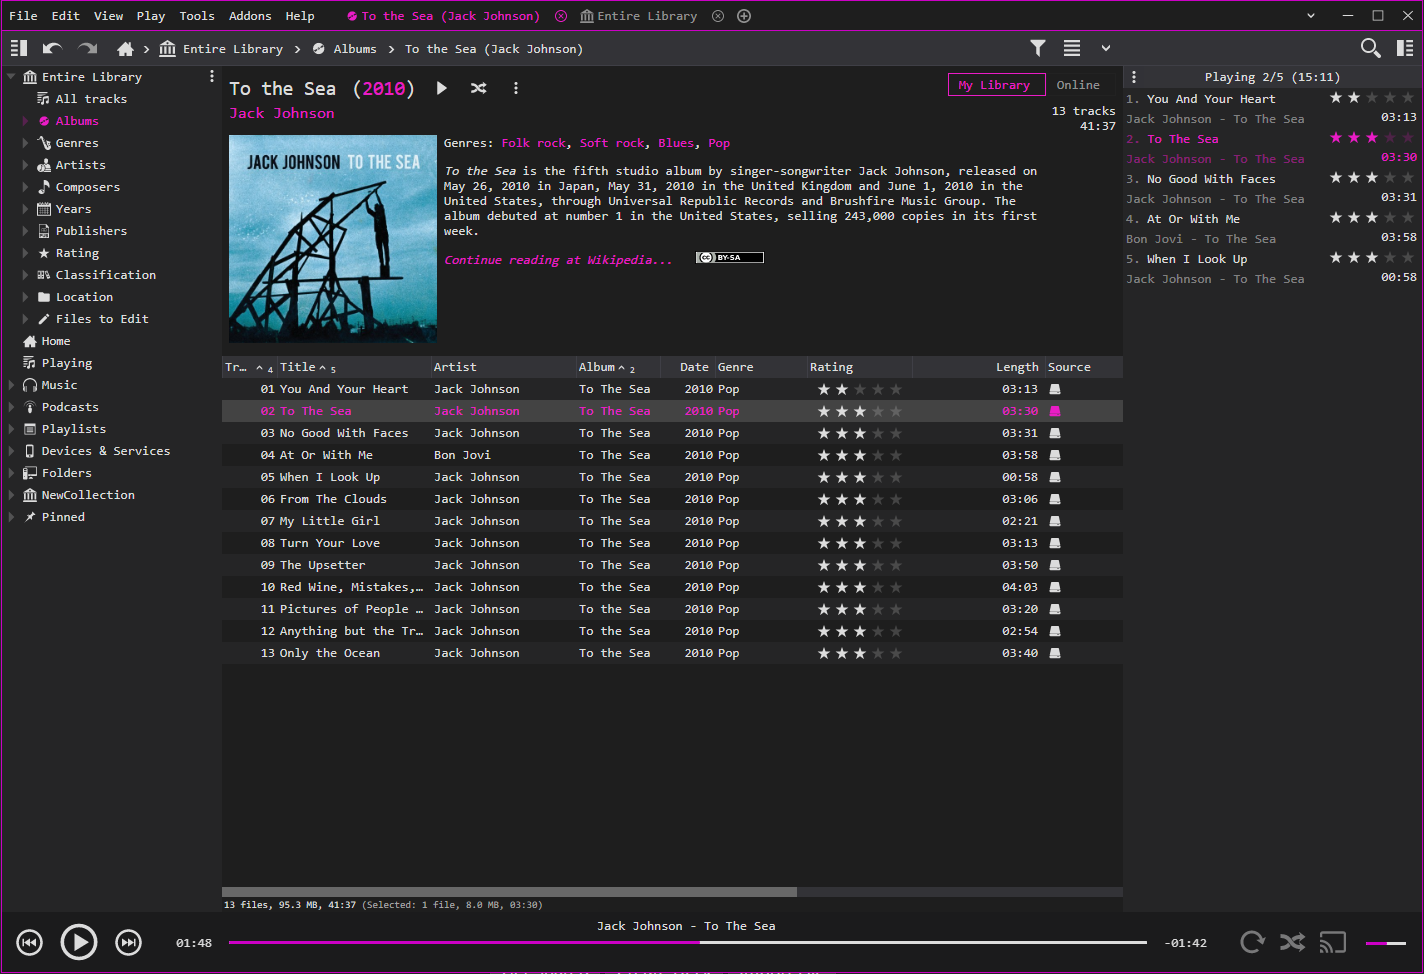 File Edit View Play Tools Addons Help To the Sea (Jack Johnson) Entire Library
Entire Library Albums To the Sea (Jack Johnson)
Entire Library
All tracks
Albums
Genres
Artists
Composers
Years
Publishers
Rating
Classification
Location
Files to Edit
Home
Playing
Music
Podcasts
Playlists
Devices & Services
Folders
NewCollection
Pinned
To the Sea (2010)
Jack Johnson
My Library Online
13 tracks
41:37
JACK JOHNSON TO THE SEA
Genres: Folk rock, Soft rock, Blues, Pop
To the Sea is the fifth studio album by singer-songwriter Jack Johnson, released on
May 26, 2010 in Japan, May 31, 2010 in the United Kingdom and June 1, 2010 in the
United States, through Universal Republic Records and Brushfire Music Group. The
album debuted at number 1 in the United States, selling 243,000 copies in its first
week.
Continue reading at Wikipedia... cc BY-SA
Tr... 4 Title 5 Artist Album 2 Date Genre Rating Length Source
01 You And Your Heart Jack Johnson To The Sea 2010 Pop 03:13
02 To The Sea Jack Johnson To The Sea 2010 Pop 03:30
03 No Good With Faces Jack Johnson To The Sea 2010 Pop 03:31
04 At Or With Me Bon Jovi To The Sea 2010 Pop 03:58
05 When I Look Up Jack Johnson To The Sea 2010 Pop 00:58
06 From The Clouds Jack Johnson To The Sea 2010 Pop 03:06
07 My Little Girl Jack Johnson To The Sea 2010 Pop 02:21
08 Turn Your Love Jack Johnson To The Sea 2010 Pop 03:13
09 The Upsetter Jack Johnson To The Sea 2010 Pop 03:50
10 Red Wine, Mistakes,... Jack Johnson To the Sea 2010 Pop 04:03
11 Pictures of People ... Jack Johnson To the Sea 2010 Pop 03:20
12 Anything but the Tr... Jack Johnson To the Sea 2010 Pop 02:54
13 Only the Ocean Jack Johnson To the Sea 2010 Pop 03:40
13 files, 95.3 MB, 41:37 (Selected: 1 file, 8.0 MB, 03:30)
Playing 2/5 (15:11)
1. You And Your Heart
Jack Johnson - To The Sea 03:13
2. To The Sea
Jack Johnson - To The Sea 03:30
3. No Good With Faces
Jack Johnson - To The Sea 03:31
4. At Or With Me
Bon Jovi - To The Sea 03:58
5. When I Look Up
Jack Johnson - To The Sea 00:58
Jack Johnson - To The Sea
01:48 -01:42